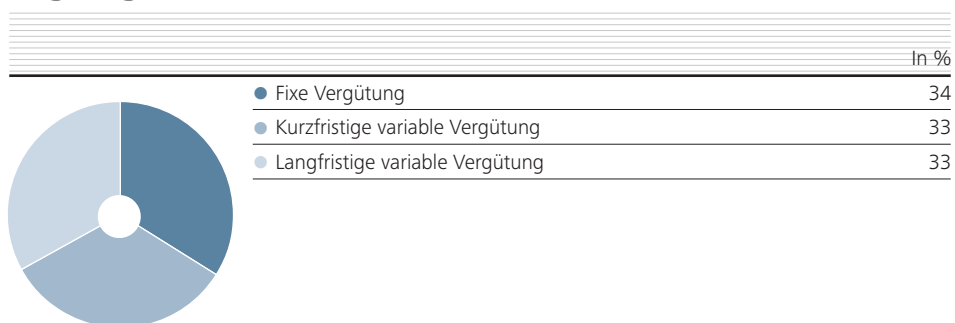 In %
Fixe Vergütung 34
Kurzfristige variable Vergütung 33
Langfristige variable Vergütung 33